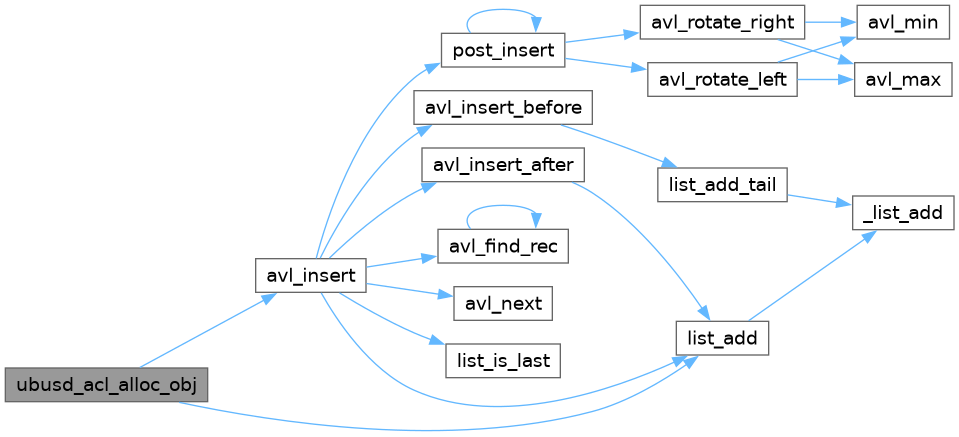 avl_rotate_right
avl_min
post_insert
avl_rotate_left
avl_max
avl_insert_before
avl_insert_after
list_add_tail
_list_add
avl_find_rec
avl_insert
avl_next
list_add
list_is_last
ubusd_acl_alloc_obj